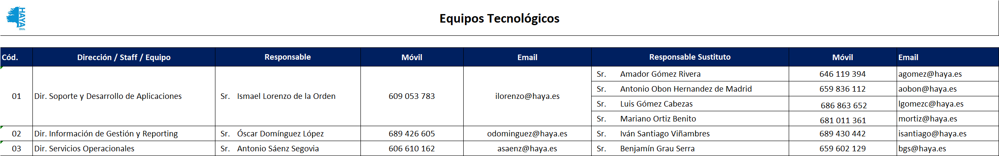 HAYA
Equipos Tecnológicos
Cód. Dirección / Staff / Equipo Responsable Móvil Email Responsable Sustituto Móvil Email
Sr. Amador Gómez Rivera 646 119 394 agomez@haya.es
Sr. Antonio Obon Hernandez de Madrid 659 836 112 aobon@haya.es
01 Dir. Soporte y Desarrollo de Aplicaciones Sr. Ismael Lorenzo de la Orden 609 053 783 ilorenzo@haya.es
Sr. Luis Gómez Cabezas 686 863 652 lgomezc@haya.es
Sr. Mariano Ortiz Benito 681 011 361 mortiz@haya.es
02 Dir. Información de Gestión y Reporting Sr. Óscar Domínguez López 689 426 605 odominguez@haya.es Sr. Iván Santiago Viñambres 689 430 442 isantiago@haya.es
03 Dir. Servicios Operacionales Sr. Antonio Sáenz Segovia 606 610 162 asaenz@haya.es Sr. Benjamín Grau Serra 659 602 129 bgs@haya.es